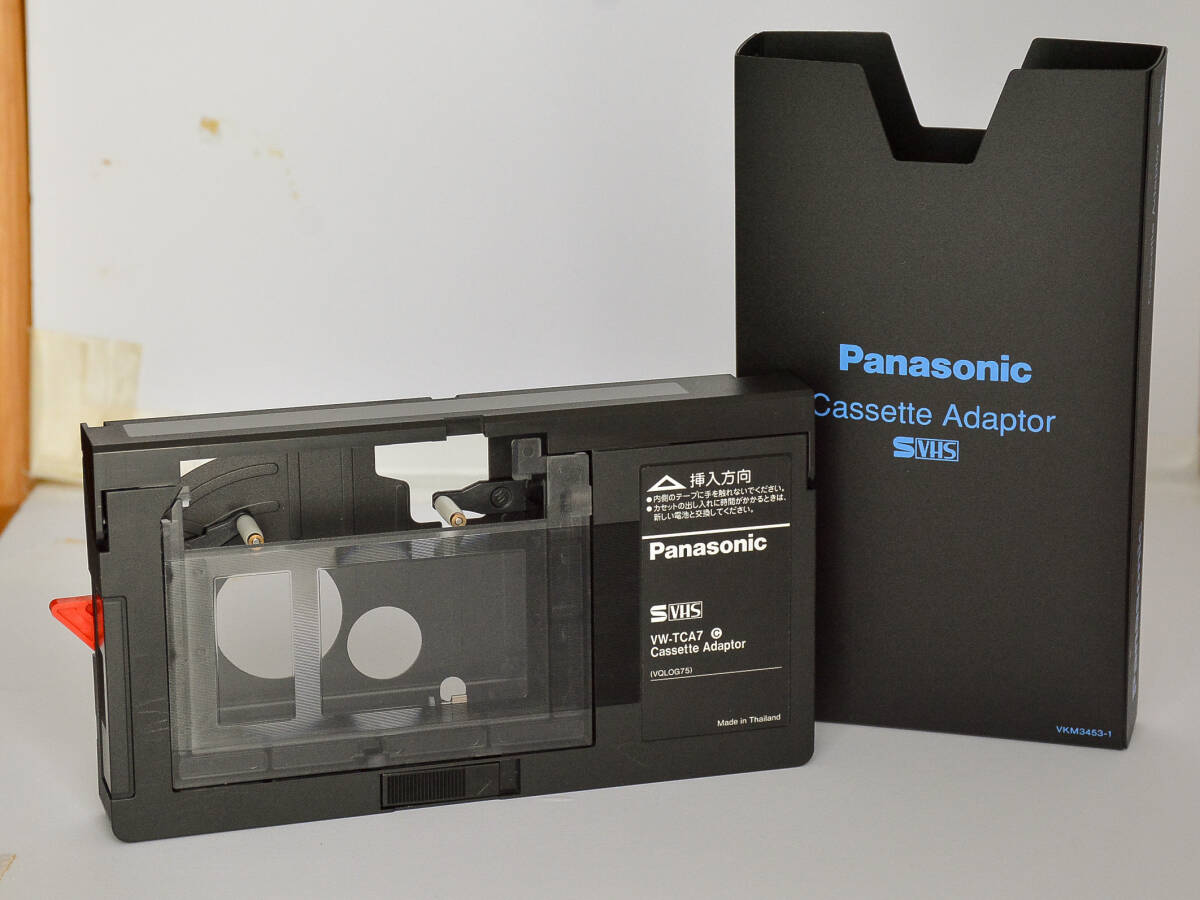 挿入方向
●内側のテープに手を触れないでください。
●カセットの出し入れに時間がかかるときは、
新しい電池と交換してください。
Panasonic
S VHS
VW-TCA7 C
Cassette Adaptor
(VQLOG75)
Made in Thailand
Panasonic
Cassette Adaptor
S VHS
VKM3453-1
Cassette Adaptor
Panasonic